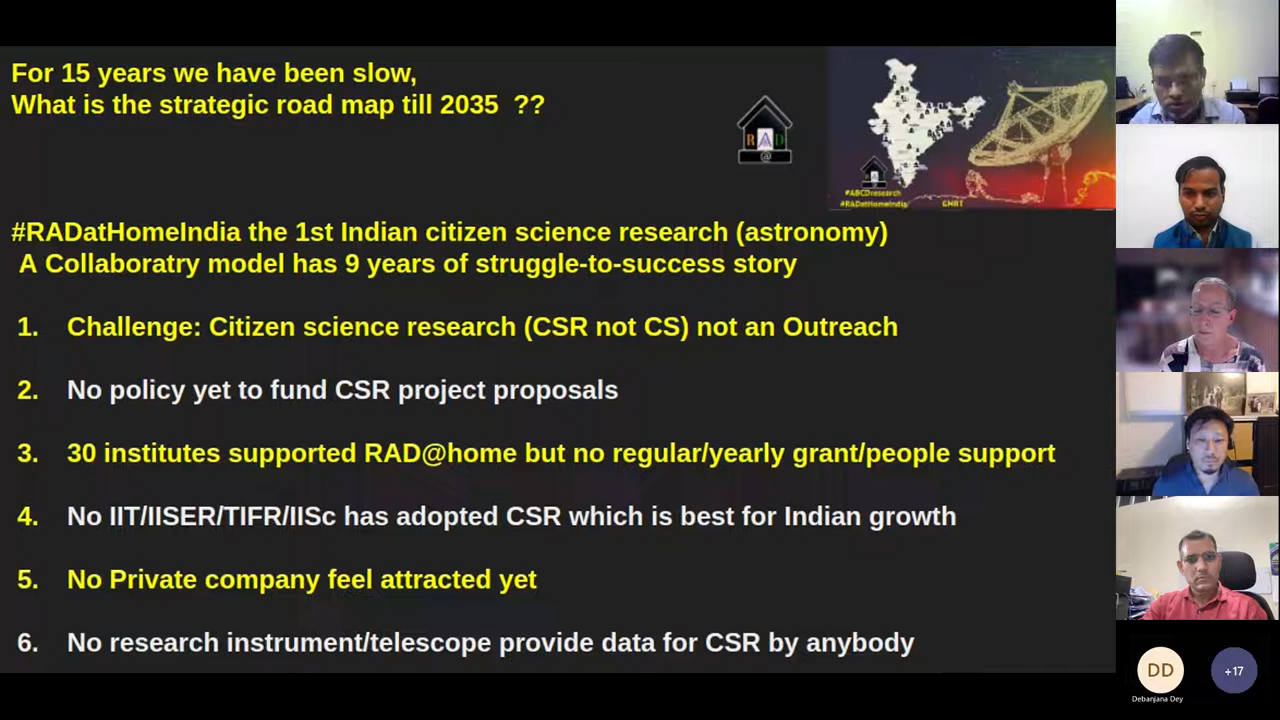 For 15 years we have been slow,
What is the strategic road map till 2035 ??
RAD
@
#ABCDresearch
#RADatHomeIndia
GMRT
#RADatHomeIndia the 1st Indian citizen science research (astronomy)
A Collaboratry model has 9 years of struggle-to-success story
1. Challenge: Citizen science research (CSR not CS) not an Outreach
2. No policy yet to fund CSR project proposals
3. 30 institutes supported RAD@home but no regular/yearly grant/people support
4. No IIT/IISER/TIFR/IISc has adopted CSR which is best for Indian growth
5. No Private company feel attracted yet
6. No research instrument/telescope provide data for CSR by anybody
DD
+17
Debanjana Dey